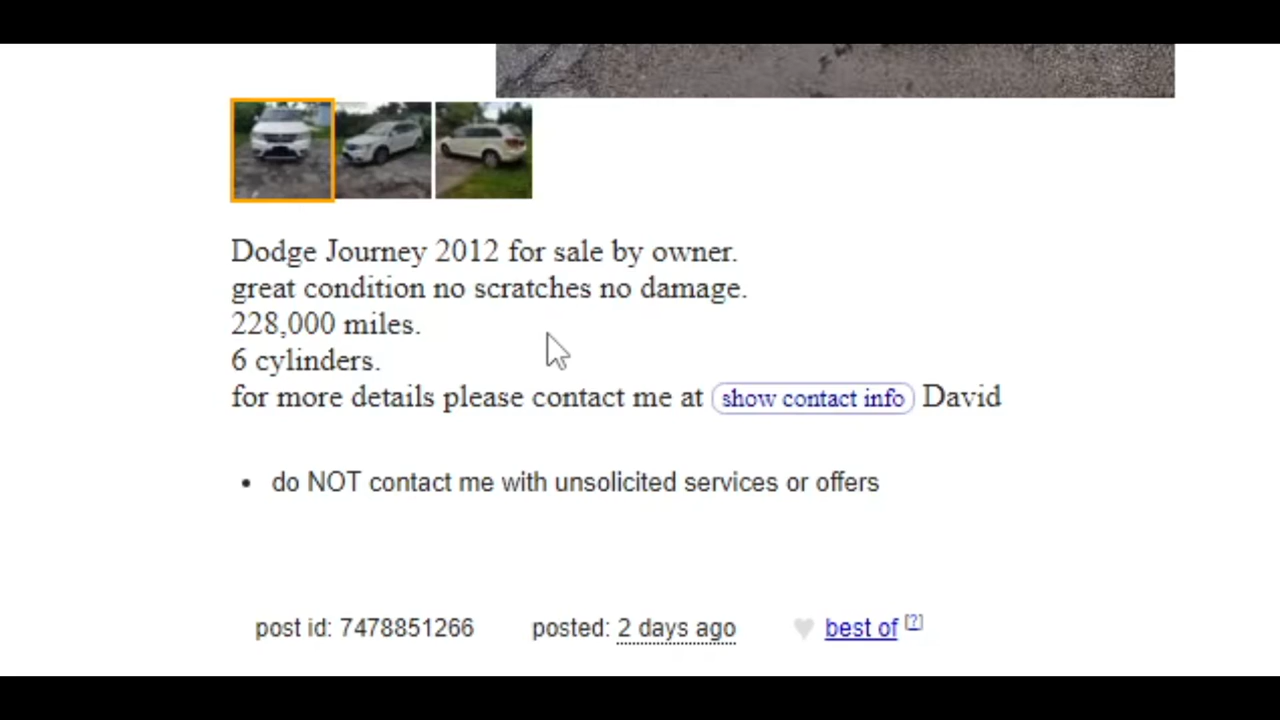 Dodge Journey 2012 for sale by owner.
great condition no scratches no damage.
228,000 miles.
6 cylinders.
for more details please contact me at show contact info David
• do NOT contact me with unsolicited services or offers
post id: 7478851266 posted: 2 days ago ♥ best of [?]